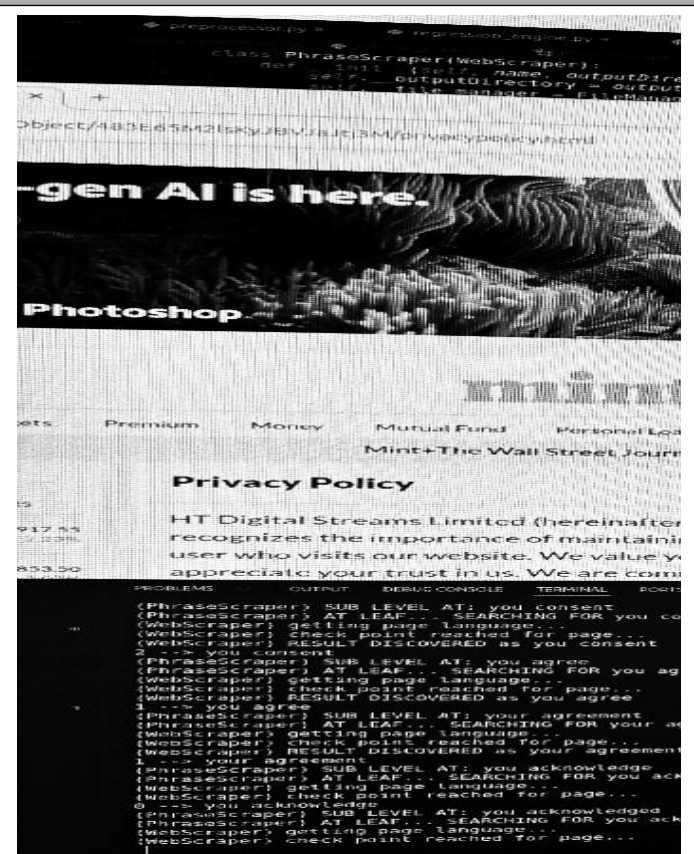 preprocessor.py
regression_engine.py
class PhraseScraper(WebScraper):
def __init__(self, name, outputDire
self.__outputDirectory = output
self.__file_manager = FileManag
Object/483E65M2lsKyJBVJaJtj3M/privacypolicy.html
-gen AI is here.
Photoshop
mint
ets Premium Money Mutual Fund Personal Loa
Mint+The Wall Street Journ
Privacy Policy
HT Digital Streams Limited (hereinafter
917.55
recognizes the importance of maintaini
user who visits our website. We value yo
853.50
appreciate your trust in us. We are comm
PROBLEMS OUTPUT DEBUG CONSOLE TERMINAL PORTS
{PhraseScraper} SUB LEVEL AT: you consent
{PhraseScraper} AT LEAF... SEARCHING FOR you co
{WebScraper} getting page language...
{WebScraper} check point reached for page...
{WebScraper} RESULT DISCOVERED as you consent
2 --> you consent
{PhraseScraper} SUB LEVEL AT: you agree
{PhraseScraper} AT LEAF... SEARCHING FOR you ag
{WebScraper} getting page language...
{WebScraper} check point reached for page...
{WebScraper} RESULT DISCOVERED as you agree
1 --> you agree
{PhraseScraper} SUB LEVEL AT: your agreement
{PhraseScraper} AT LEAF... SEARCHING FOR your ag
{WebScraper} getting page language...
{WebScraper} check point reached for page...
{WebScraper} RESULT DISCOVERED as your agreement
1 --> your agreement
{PhraseScraper} SUB LEVEL AT: you acknowledge
{PhraseScraper} AT LEAF... SEARCHING FOR you ack
{WebScraper} getting page language...
{WebScraper} check point reached for page...
0 --> you acknowledge
{PhraseScraper} SUB LEVEL AT: you acknowledged
{PhraseScraper} AT LEAF... SEARCHING FOR you ack
{WebScraper} getting page language...
{WebScraper} check point reached for page...